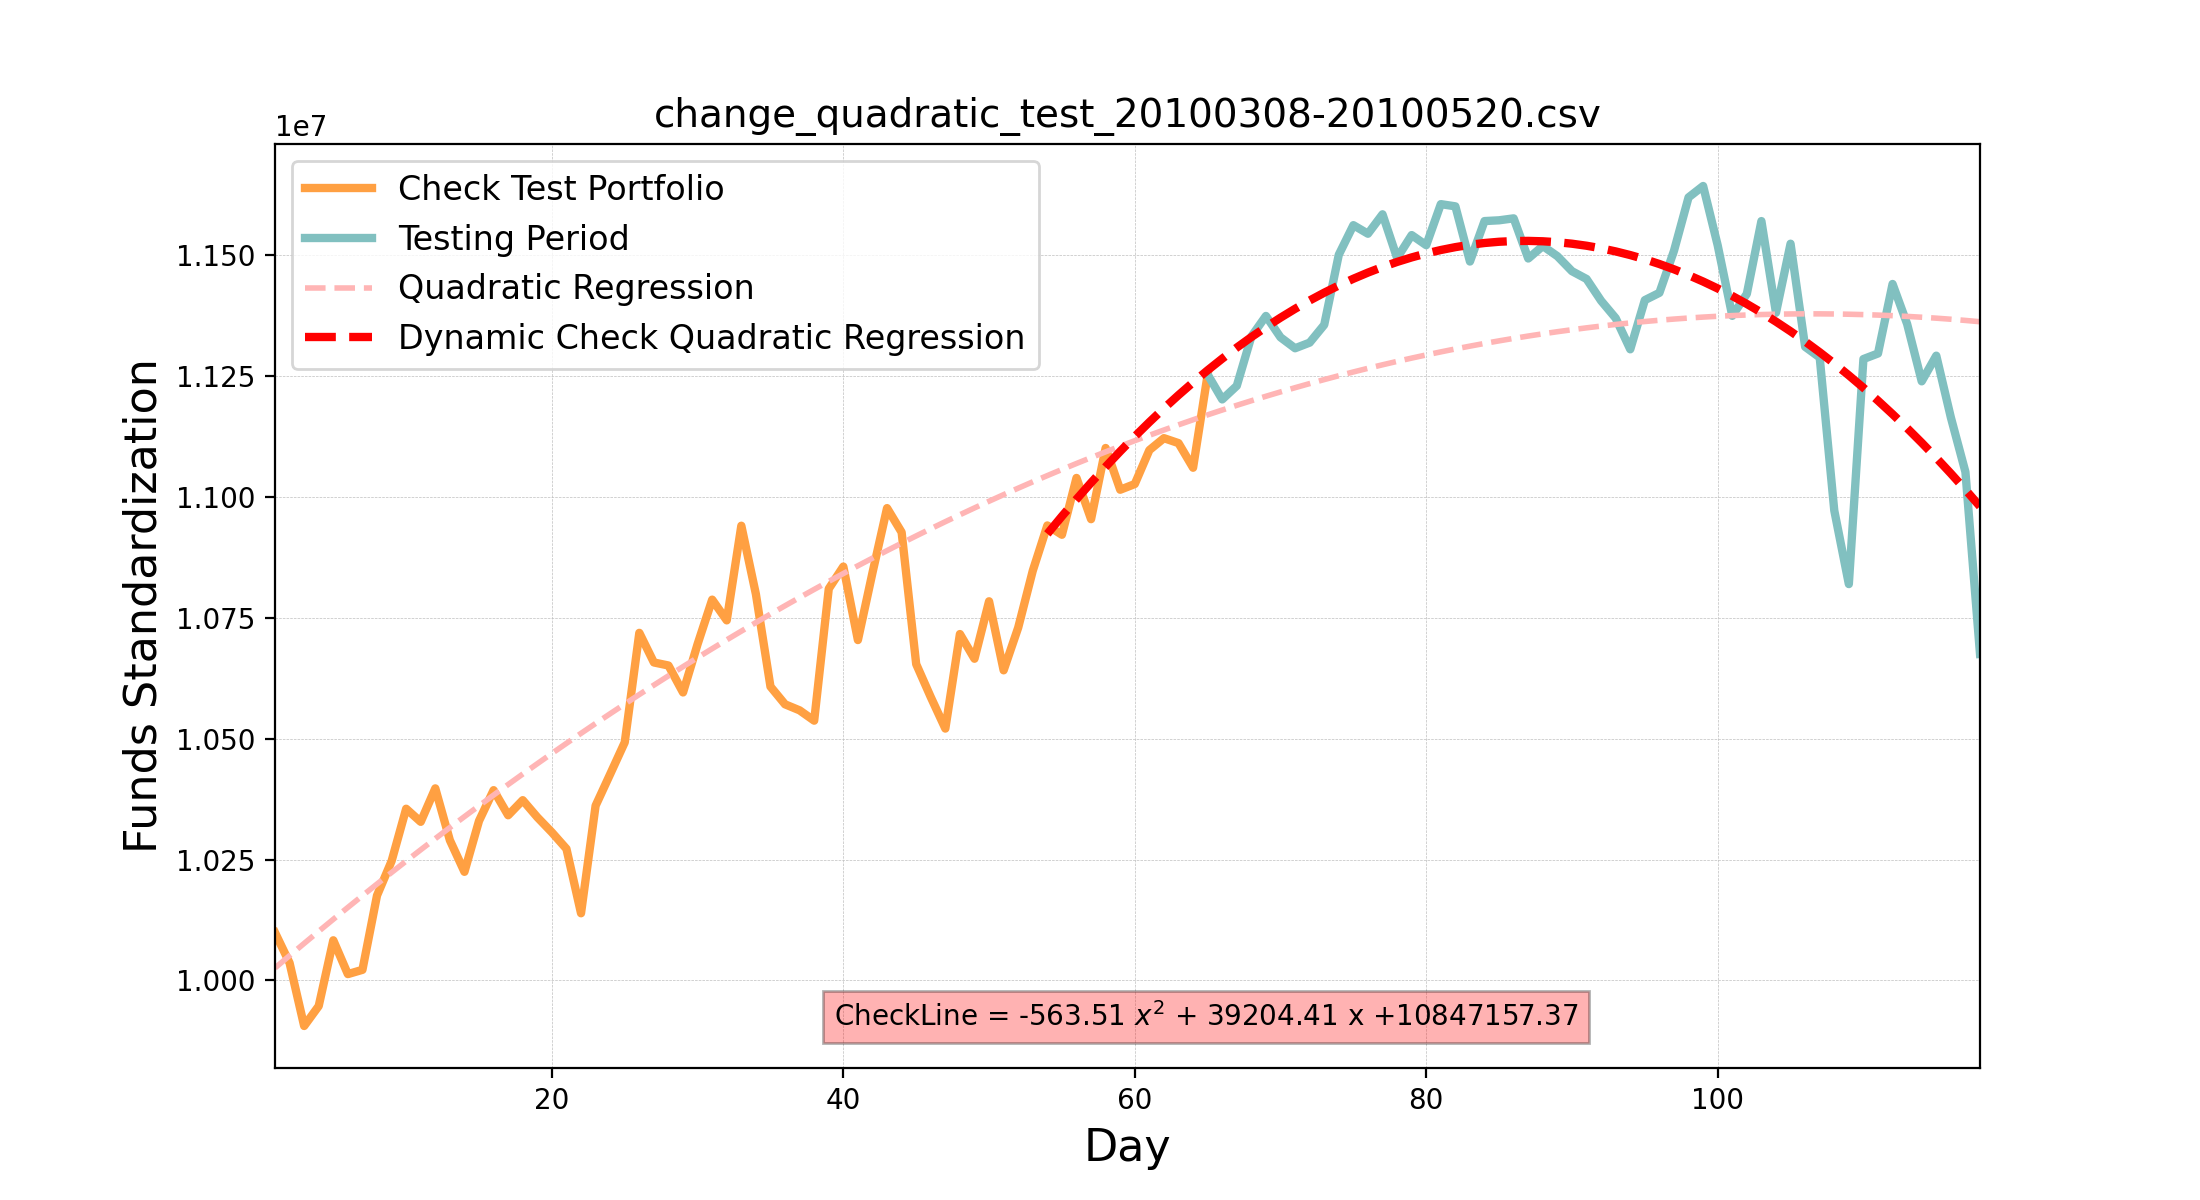 change_quadratic_test_20100308-20100520.csv
1e7
Check Test Portfolio
Testing Period
Quadratic Regression
Dynamic Check Quadratic Regression
1.150
1.125
1.100
1.075
1.050
1.025
1.000
Funds Standardization
CheckLine = -563.51 x² + 39204.41 x +10847157.37
20 40 60 80 100
Day